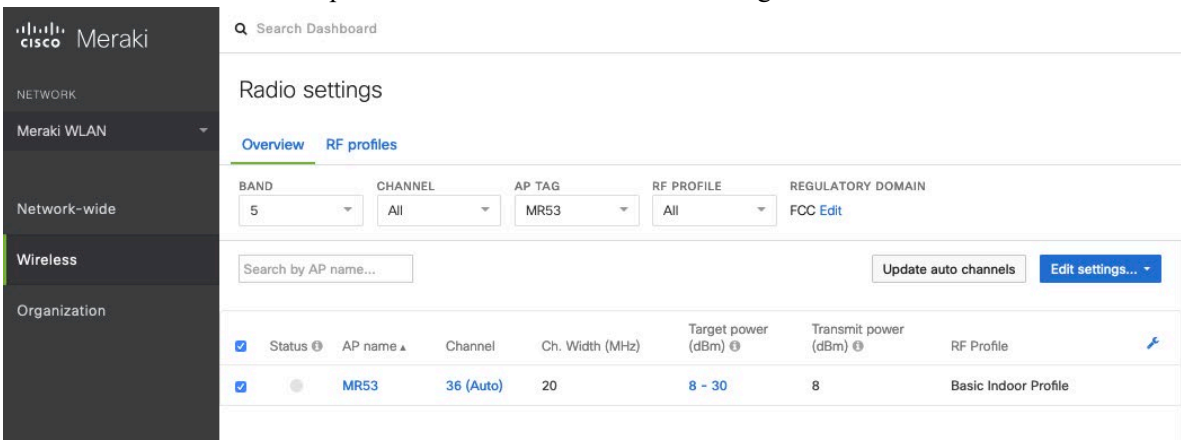 cisco Meraki
Search Dashboard
NETWORK
Meraki WLAN
Network-wide
Wireless
Organization
Radio settings
Overview RF profiles
BAND CHANNEL AP TAG RF PROFILE REGULATORY DOMAIN
5 All MR53 All FCC Edit
Search by AP name... Update auto channels Edit settings...
Status AP name Channel Ch. Width (MHz) Target power (dBm) Transmit power (dBm) RF Profile
MR53 36 (Auto) 20 8 - 30 8 Basic Indoor Profile